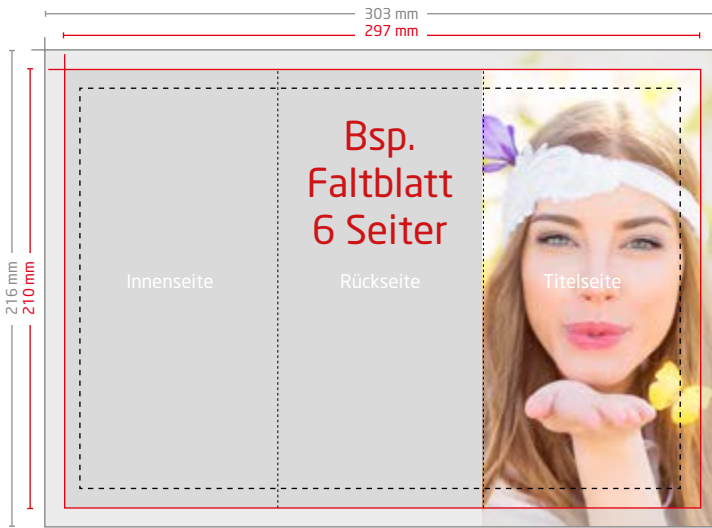 303 mm
297 mm
Bsp.
Faltblatt
6 Seiter
216 mm
210 mm
Innenseite
Rückseite
Titelseite